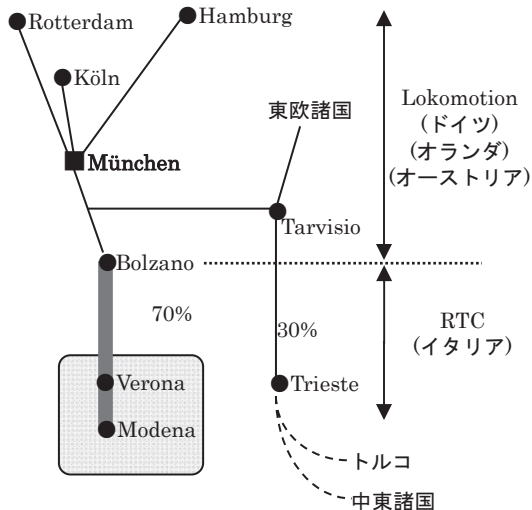 Rotterdam
Hamburg
Köln
東欧諸国
Lokomotion
(ドイツ)
(オランダ)
(オーストリア)
München
Tarvisio
Bolzano
70%
30%
RTC
(イタリア)
Verona
Trieste
Modena
トルコ
中東諸国